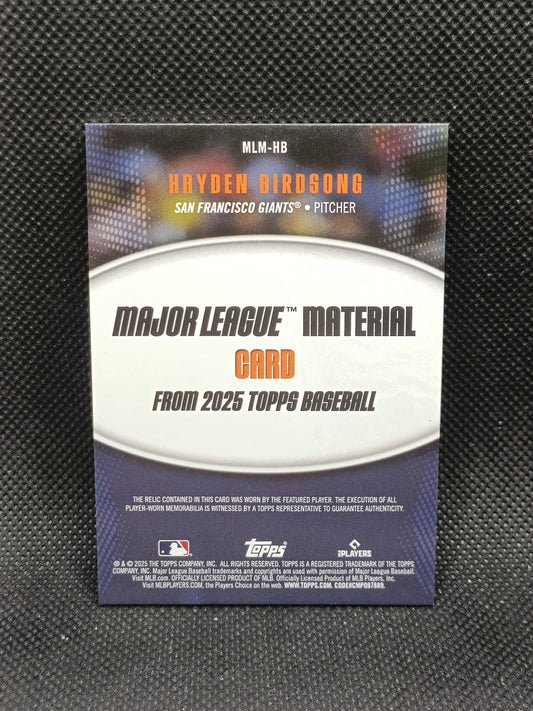 MLM-HB
HAYDEN BIRDSONG
SAN FRANCISCO GIANTS® • PITCHER
MAJOR LEAGUE™ MATERIAL
CARD
FROM 2025 TOPPS BASEBALL
THE RELIC CONTAINED IN THIS CARD WAS WORN BY THE FEATURED PLAYER. THE EXECUTION OF ALL
PLAYER-WORN MEMORABILIA IS WITNESSED BY A TOPPS REPRESENTATIVE TO GUARANTEE AUTHENTICITY.
TOPPS
PLAYERS
® & © 2025 THE TOPPS COMPANY, INC. ALL RIGHTS RESERVED. TOPPS IS A REGISTERED TRADEMARK OF THE TOPPS
COMPANY, INC. Major League Baseball trademarks and copyrights are used with permission of Major League Baseball.
Visit MLB.com. OFFICIALLY LICENSED PRODUCT OF MLB. Officially Licensed Product of MLB Players, Inc.
Visit MLBPLAYERS.COM, the Players Choice on the web. WWW.TOPPS.COM. CODE#CMP097889.